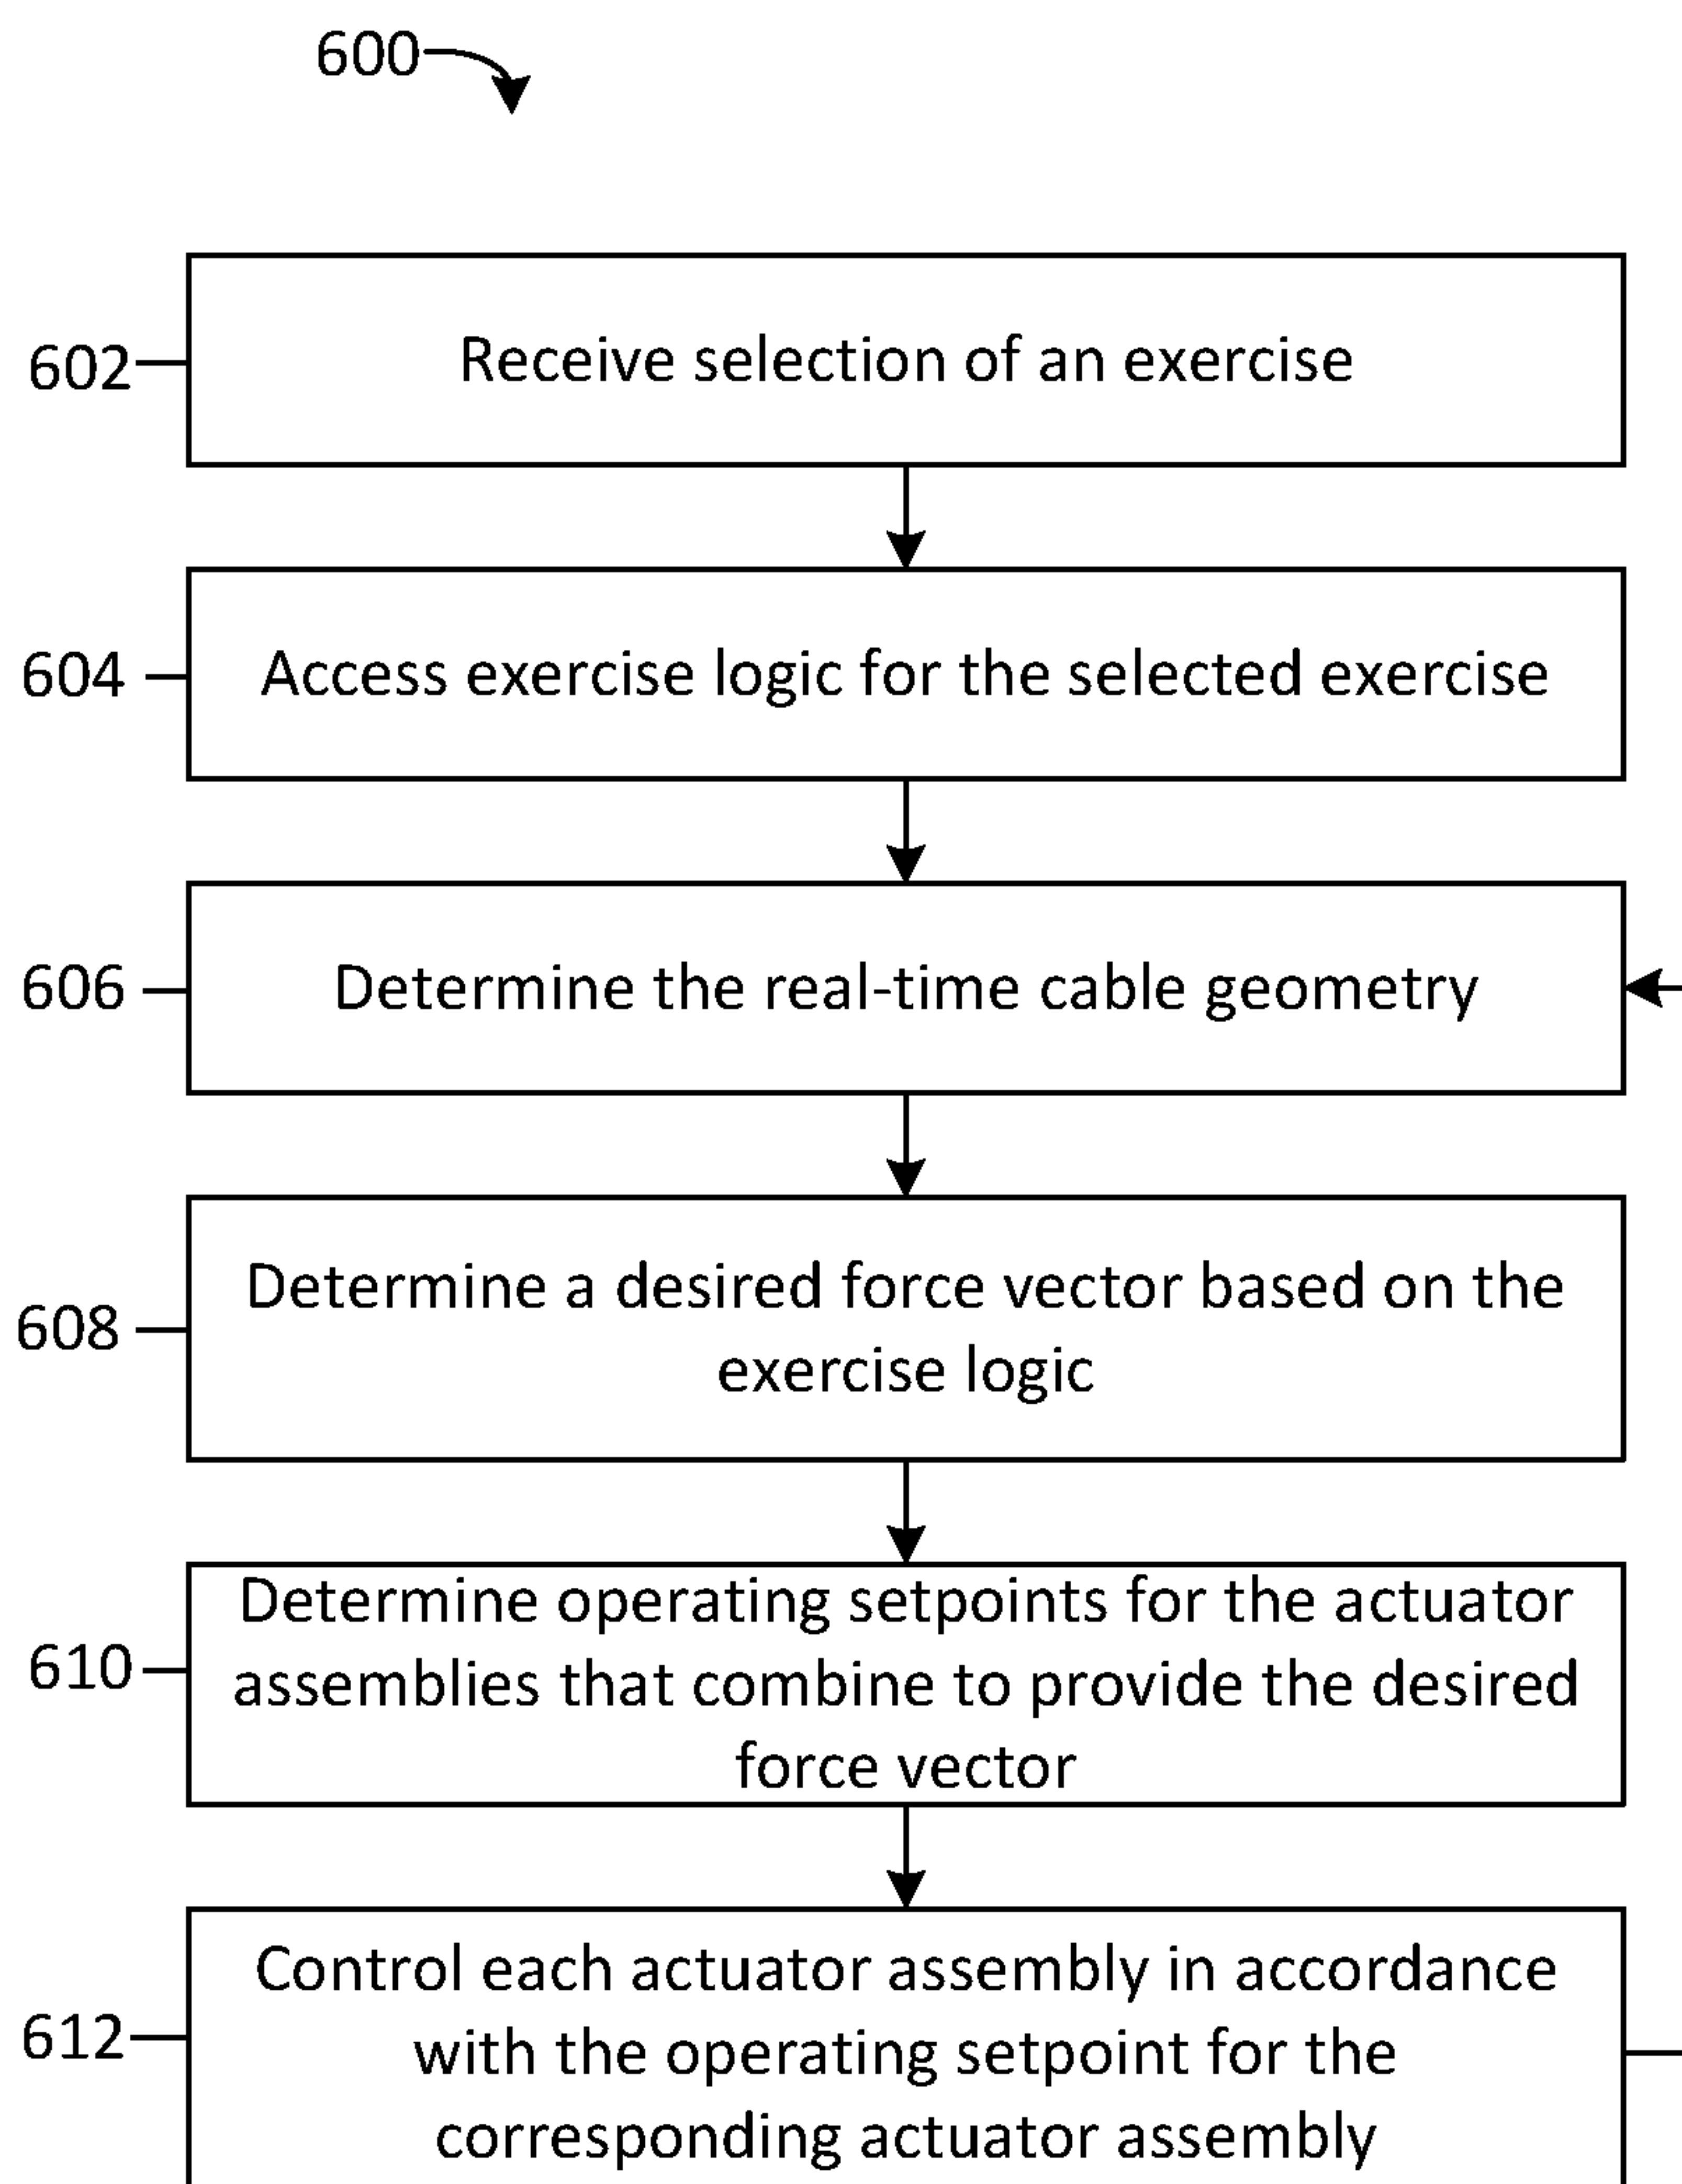 600
602
Receive selection of an exercise
604
Access exercise logic for the selected exercise
606
Determine the real-time cable geometry
608
Determine a desired force vector based on the
exercise logic
610
Determine operating setpoints for the actuator
assemblies that combine to provide the desired
force vector
612
Control each actuator assembly in accordance
with the operating setpoint for the
corresponding actuator assembly